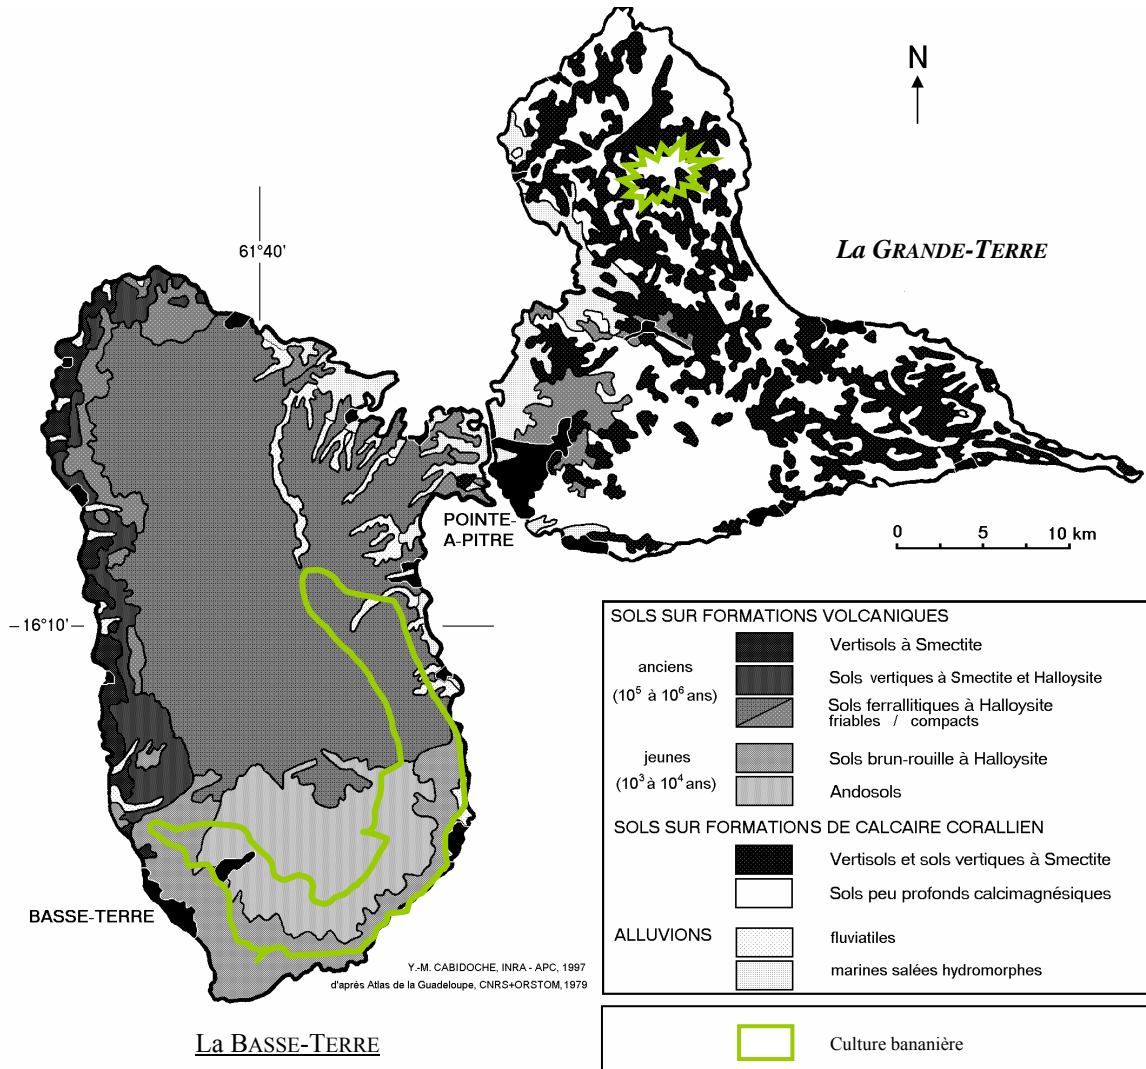 N
61°40'
La GRANDE-TERRE
POINTE-
A-PITRE
0 5 10 km
– 16°10' –
BASSE-TERRE
Y.-M. CABIDOCHE, INRA - APC, 1997
d'après Atlas de la Guadeloupe, CNRS+ORSTOM, 1979
La BASSE-TERRE
SOLS SUR FORMATIONS VOLCANIQUES
anciens
(10⁵ à 10⁶ ans)
Vertisols à Smectite
Sols vertiques à Smectite et Halloysite
Sols ferrallitiques à Halloysite
friables / compacts
jeunes
(10³ à 10⁴ ans)
Sols brun-rouille à Halloysite
Andosols
SOLS SUR FORMATIONS DE CALCAIRE CORALLIEN
Vertisols et sols vertiques à Smectite
Sols peu profonds calcimagnésiques
ALLUVIONS
fluviatiles
marines salées hydromorphes
Culture bananière